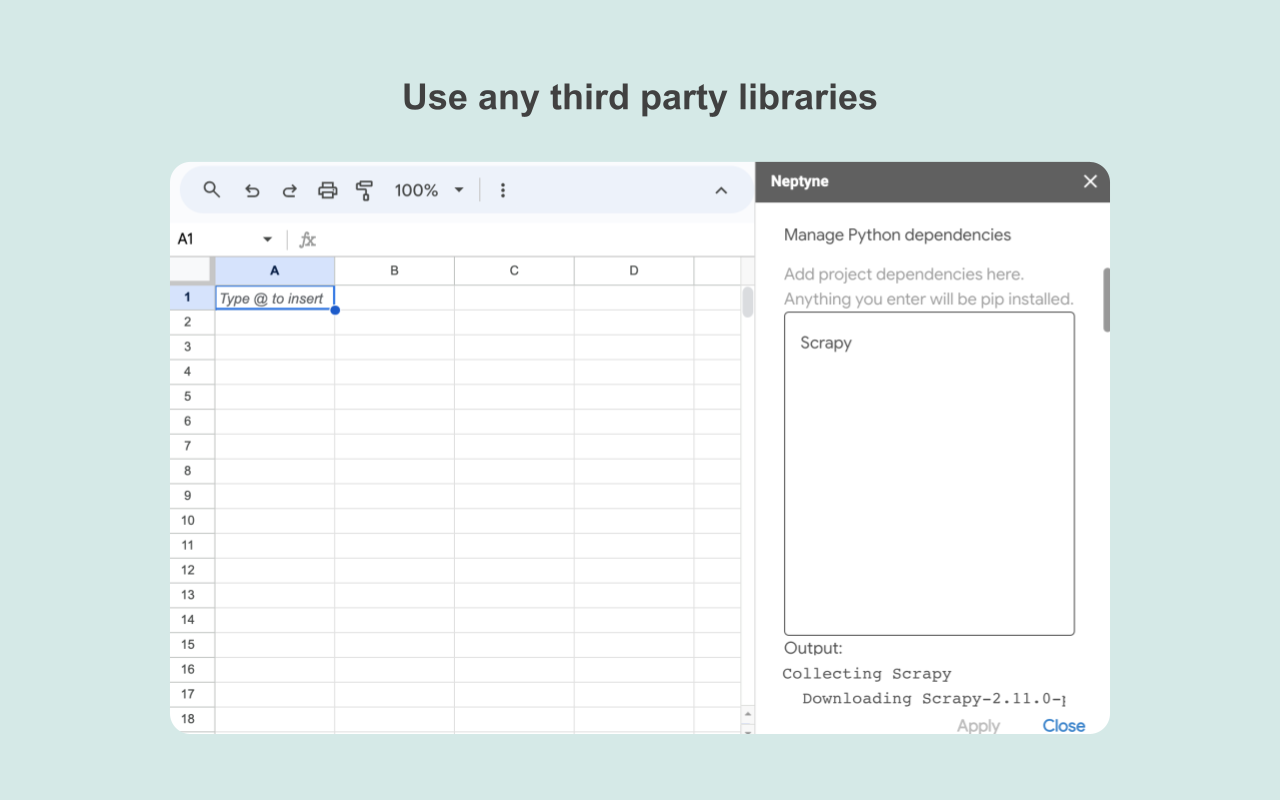 Use any third party libraries
100%
A1
fx
A B C D
1 Type @ to insert
2
3
4
5
6
7
8
9
10
11
12
13
14
15
16
17
18
Neptyne
Manage Python dependencies
Add project dependencies here.
Anything you enter will be pip installed.
Scrapy
Output:
Collecting Scrapy
Downloading Scrapy-2.11.0-
Apply Close